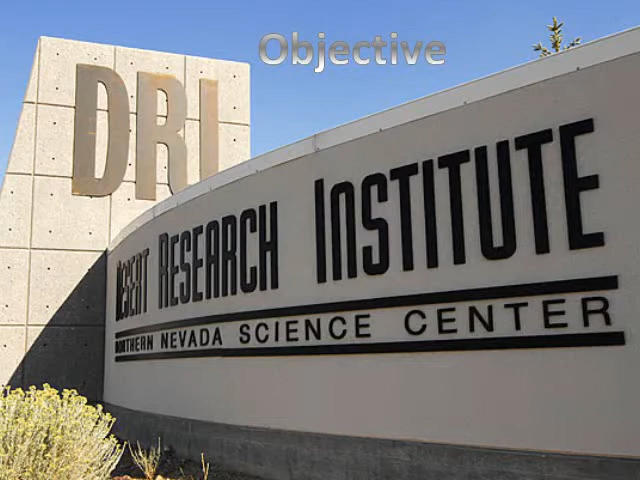 Objective
DRI
DESERT RESEARCH INSTITUTE
NORTHERN NEVADA SCIENCE CENTER